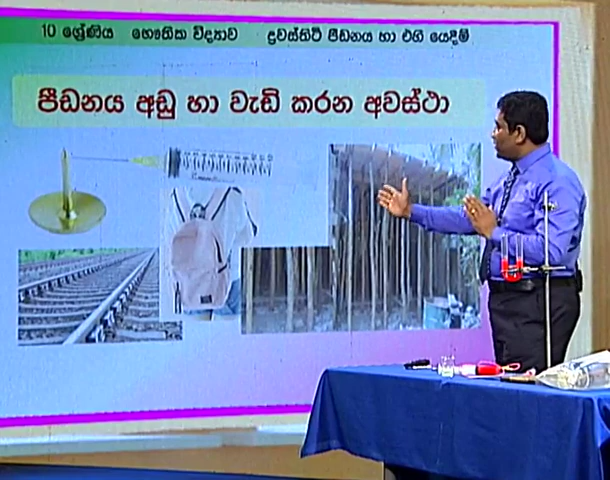 10 ශ්‍රේණිය භෞතික විද්‍යාව ද්‍රවස්ථිති පීඩනය හා එහි යෙදීම්
පීඩනය අඩු හා වැඩි කරන අවස්ථා